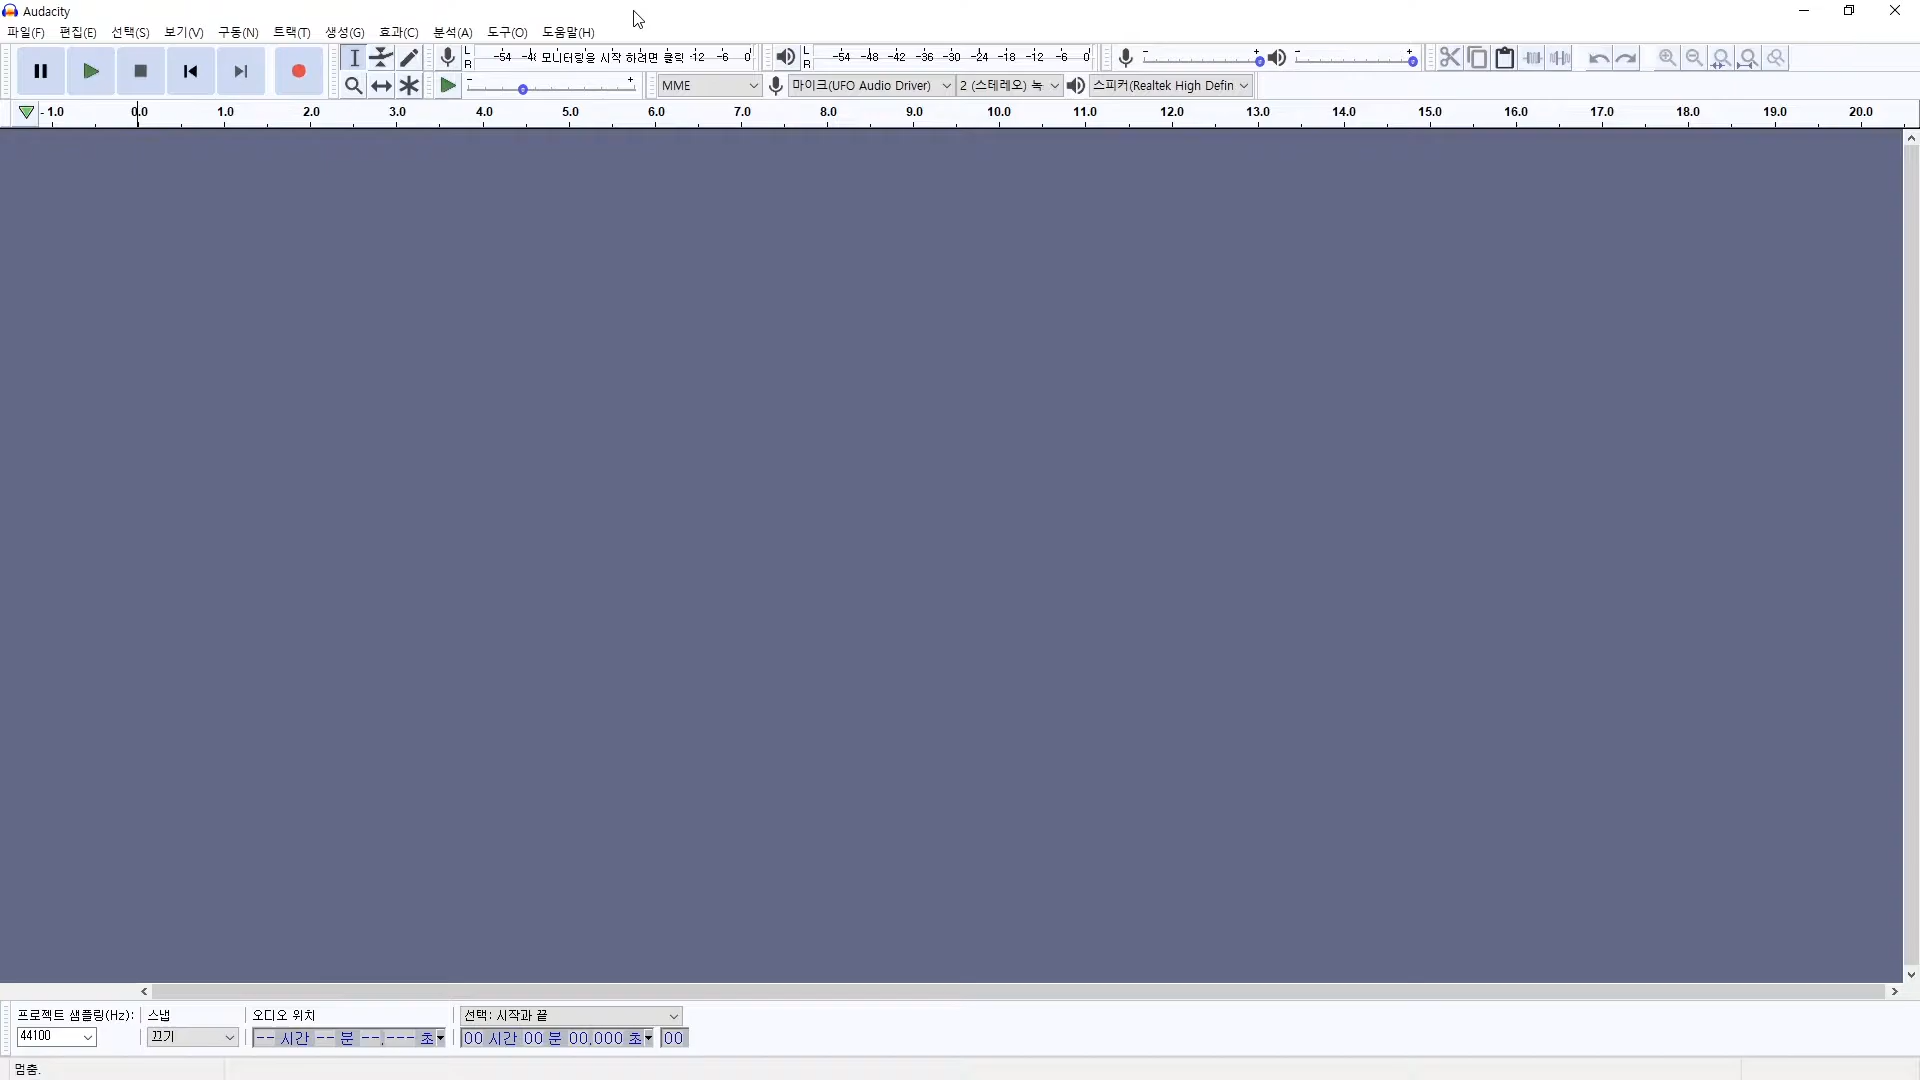 Audacity
파일(F) 편집(E) 선택(S) 보기(V) 구동(N) 트랙(T) 생성(G) 효과(C) 분석(A) 도구(O) 도움말(H)
L R -54 -4 모니터링을 시작 하려면 클릭 -12 -6 0 L R -54 -48 -42 -36 -30 -24 -18 -12 -6 0 - + - +
- + MME 마이크(UFO Audio Driver) 2 (스테레오) 녹 스피커(Realtek High Defin
-1.0 0.0 1.0 2.0 3.0 4.0 5.0 6.0 7.0 8.0 9.0 10.0 11.0 12.0 13.0 14.0 15.0 16.0 17.0 18.0 19.0 20.0
프로젝트 샘플링(Hz): 스냅 오디오 위치 선택: 시작과 끝
44100 끄기 -- 시간 -- 분 --.--- 초 00 시간 00 분 00.000 초 00
멈춤.